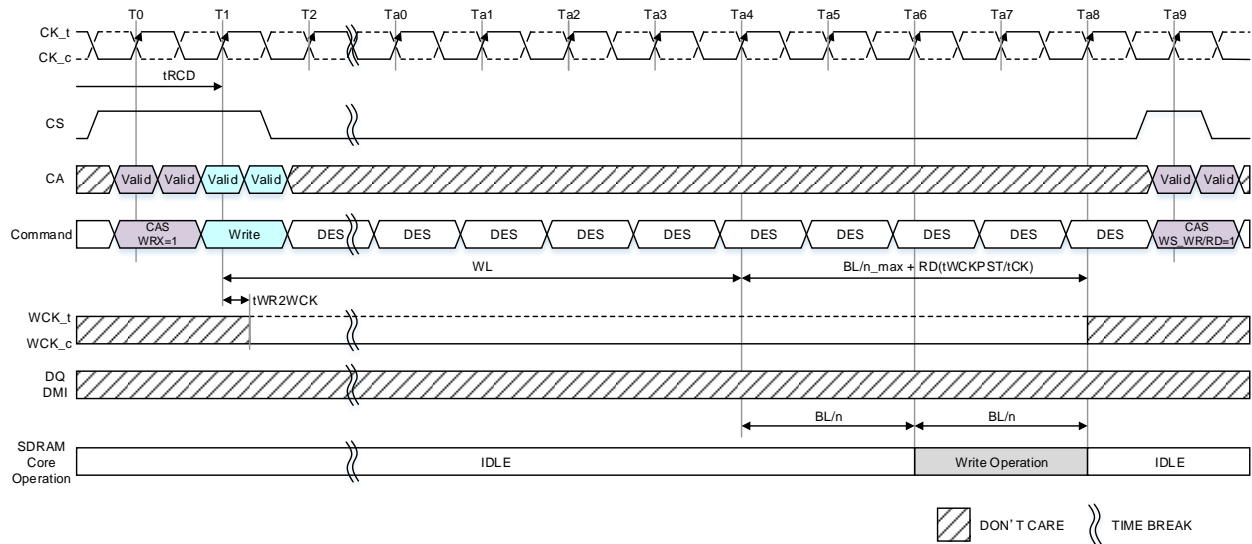 T0 T1 T2 Ta0 Ta1 Ta2 Ta3 Ta4 Ta5 Ta6 Ta7 Ta8 Ta9
CK_t
CK_c
tRCD
CS
CA Valid Valid Valid Valid Valid Valid
Command CAS WRX=1 Write DES DES DES DES DES DES DES DES DES DES CAS WS_WR/RD=1
WL BL/n_max + RD(tWCKPST/tCK)
tWR2WCK
WCK_t
WCK_c
DQ
DMI
BL/n BL/n
SDRAM
Core
Operation
IDLE Write Operation IDLE
DON'T CARE TIME BREAK